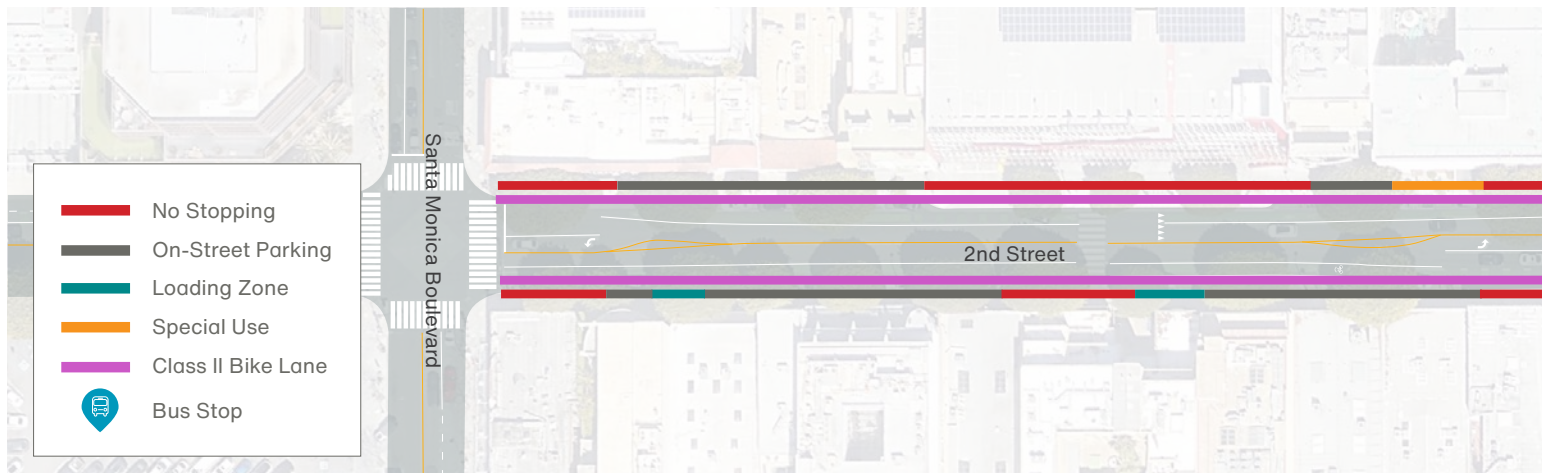 No Stopping
On-Street Parking
Loading Zone
Special Use
Class II Bike Lane
Bus Stop
Santa Monica Boulevard
2nd Street